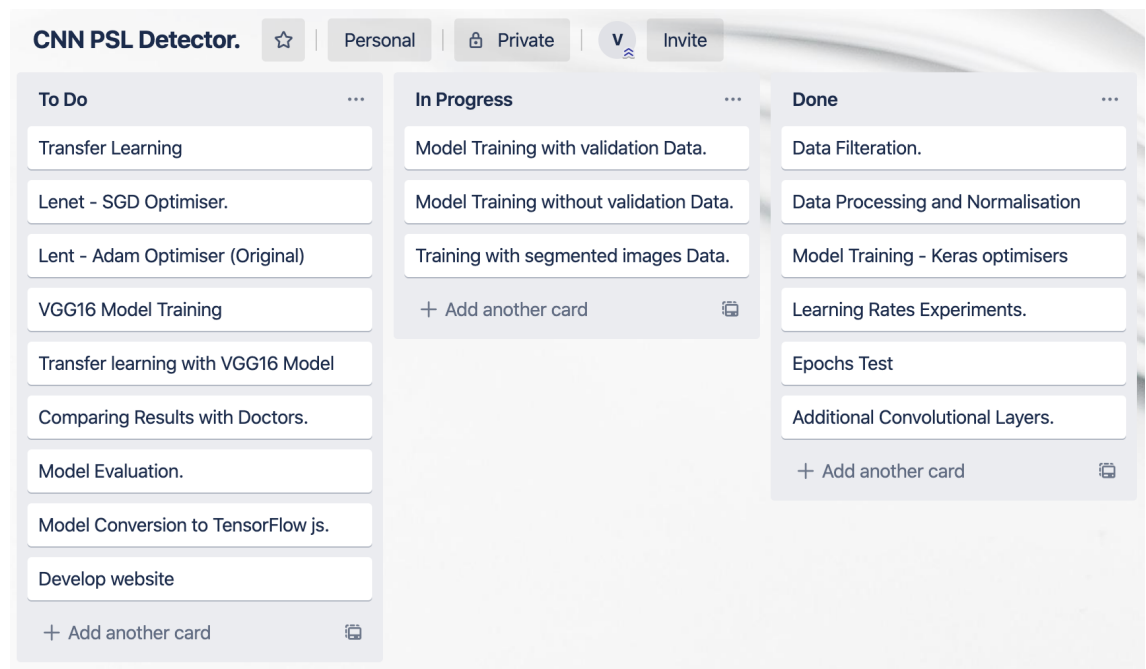 CNN PSL Detector.
Personal
Private
V
Invite
To Do
Transfer Learning
Lenet - SGD Optimiser.
Lent - Adam Optimiser (Original)
VGG16 Model Training
Transfer learning with VGG16 Model
Comparing Results with Doctors.
Model Evaluation.
Model Conversion to TensorFlow js.
Develop website
+ Add another card
In Progress
Model Training with validation Data.
Model Training without validation Data.
Training with segmented images Data.
+ Add another card
Done
Data Filteration.
Data Processing and Normalisation
Model Training - Keras optimisers
Learning Rates Experiments.
Epochs Test
Additional Convolutional Layers.
+ Add another card